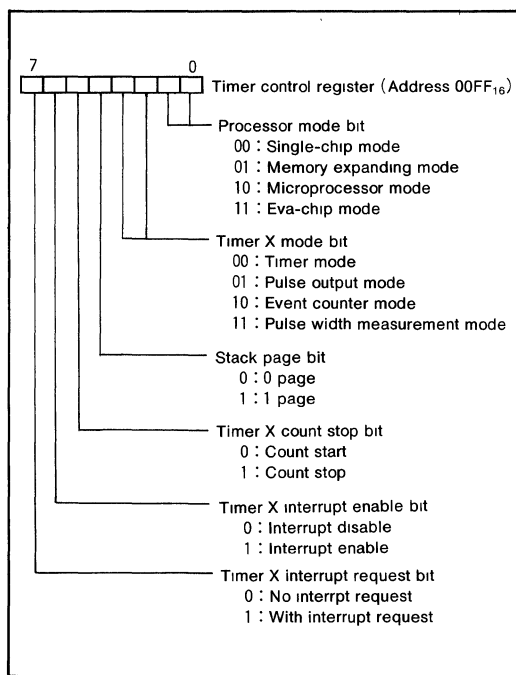 7 0
Timer control register (Address 00FF₁₆)
Processor mode bit
00 : Single-chip mode
01 : Memory expanding mode
10 : Microprocessor mode
11 : Eva-chip mode
Timer X mode bit
00 : Timer mode
01 : Pulse output mode
10 : Event counter mode
11 : Pulse width measurement mode
Stack page bit
0 : 0 page
1 : 1 page
Timer X count stop bit
0 : Count start
1 : Count stop
Timer X interrupt enable bit
0 : Interrupt disable
1 : Interrupt enable
Timer X interrupt request bit
0 : No interrpt request
1 : With interrupt request